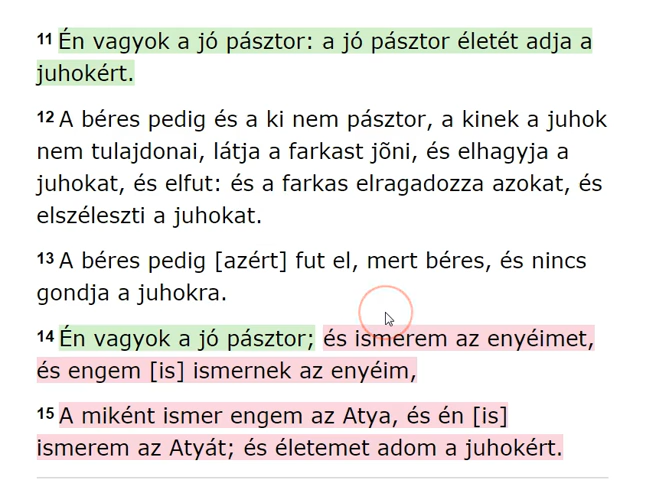 11 Én vagyok a jó pásztor: a jó pásztor életét adja a
juhokért.
12 A béres pedig és a ki nem pásztor, a kinek a juhok
nem tulajdonai, látja a farkast jõni, és elhagyja a
juhokat, és elfut: és a farkas elragadozza azokat, és
elszéleszti a juhokat.
13 A béres pedig [azért] fut el, mert béres, és nincs
gondja a juhokra.
14 Én vagyok a jó pásztor; és ismerem az enyéimet,
és engem [is] ismernek az enyéim,
15 A miként ismer engem az Atya, és én [is]
ismerem az Atyát; és életemet adom a juhokért.